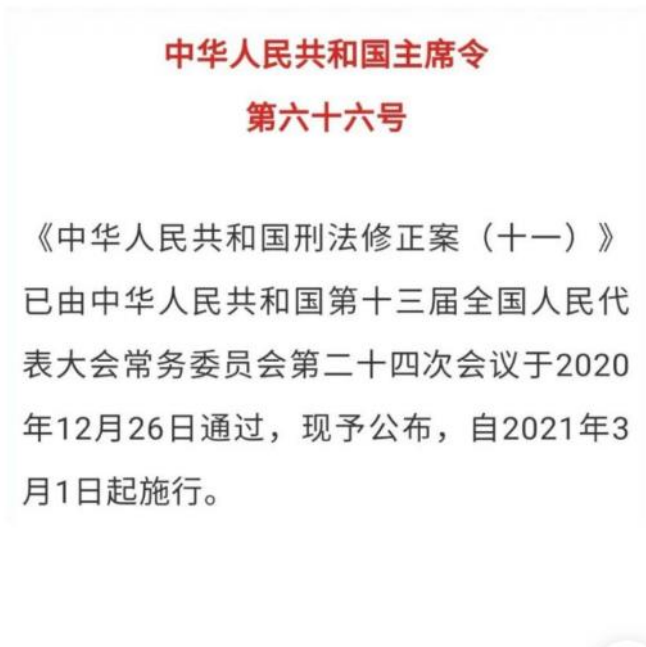 中华人民共和国主席令
第六十六号
《中华人民共和国刑法修正案（十一）》
已由中华人民共和国第十三届全国人民代
表大会常务委员会第二十四次会议于2020
年12月26日通过，现予公布，自2021年3
月1日起施行。